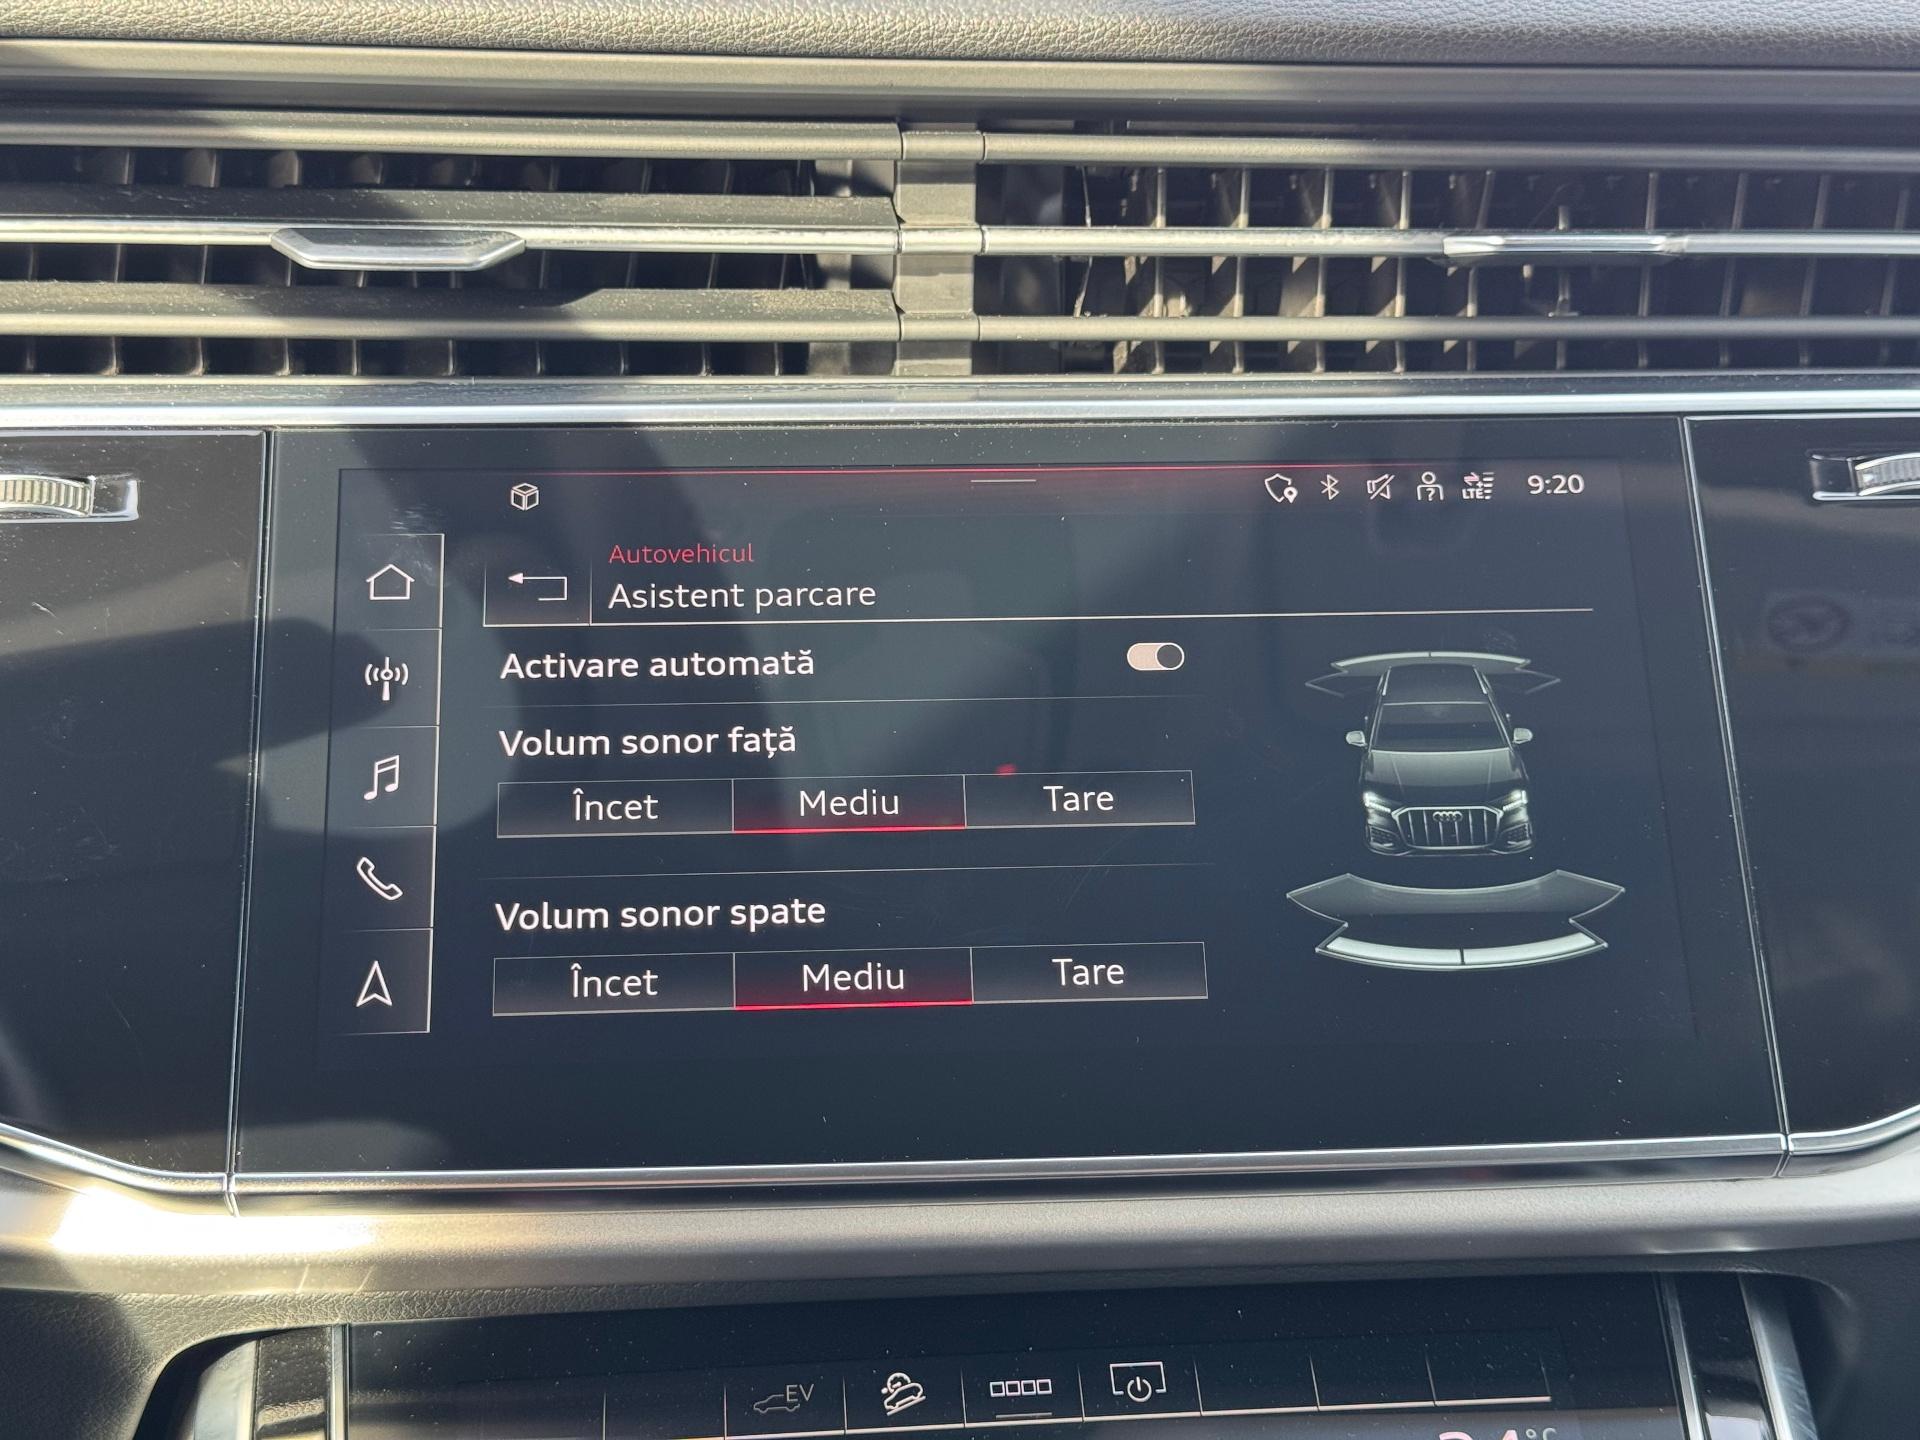 LTE
9:20
Autovehicul
Asistent parcare
Activare automată
Volum sonor față
Încet Mediu Tare
Volum sonor spate
Încet Mediu Tare
EV